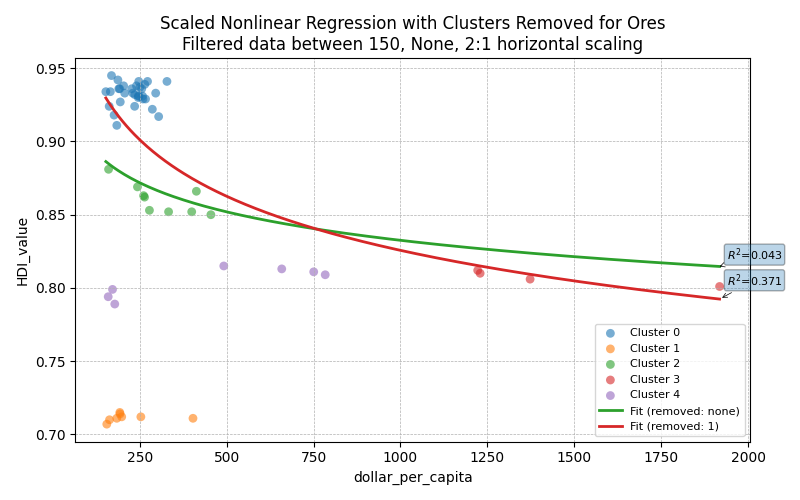 Scaled Nonlinear Regression with Clusters Removed for Ores
Filtered data between 150, None, 2:1 horizontal scaling
0.95
0.90
0.85
0.80
0.75
0.70
HDI_value
R²=0.043
R²=0.371
Cluster 0
Cluster 1
Cluster 2
Cluster 3
Cluster 4
Fit (removed: none)
Fit (removed: 1)
250 500 750 1000 1250 1500 1750 2000
dollar_per_capita